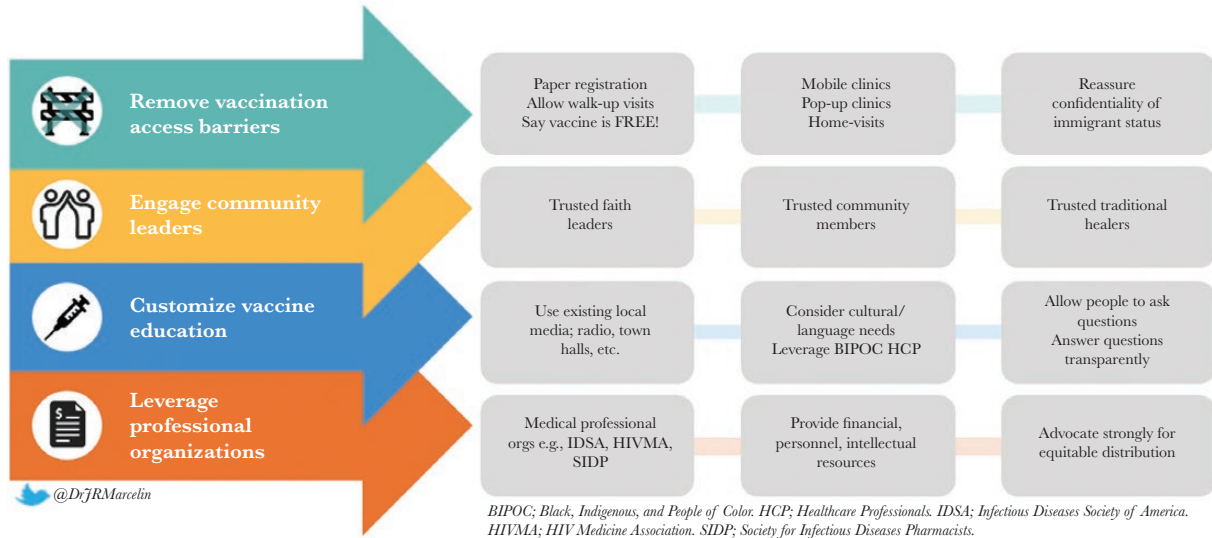 Remove vaccination
access barriers
Paper registration
Allow walk-up visits
Say vaccine is FREE!
Mobile clinics
Pop-up clinics
Home-visits
Reassure
confidentiality of
immigrant status
Engage community
leaders
Trusted faith
leaders
Trusted community
members
Trusted traditional
healers
Customize vaccine
education
Use existing local
media; radio, town
halls, etc.
Consider cultural/
language needs
Leverage BIPOC HCP
Allow people to ask
questions
Answer questions
transparently
$
Leverage
professional
organizations
Medical professional
orgs e.g., IDSA, HIVMA,
SIDP
Provide financial,
personnel, intellectual
resources
Advocate strongly for
equitable distribution
@DrJRMarcelin
BIPOC; Black, Indigenous, and People of Color. HCP; Healthcare Professionals. IDSA; Infectious Diseases Society of America.
HIVMA; HIV Medicine Association. SIDP; Society for Infectious Diseases Pharmacists.